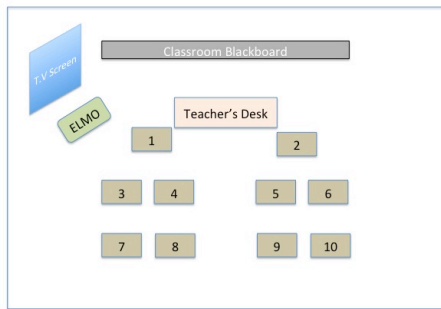 Classroom Blackboard
T.V Screen
ELMO
Teacher's Desk
1
2
3 4 5 6
7 8 9 10